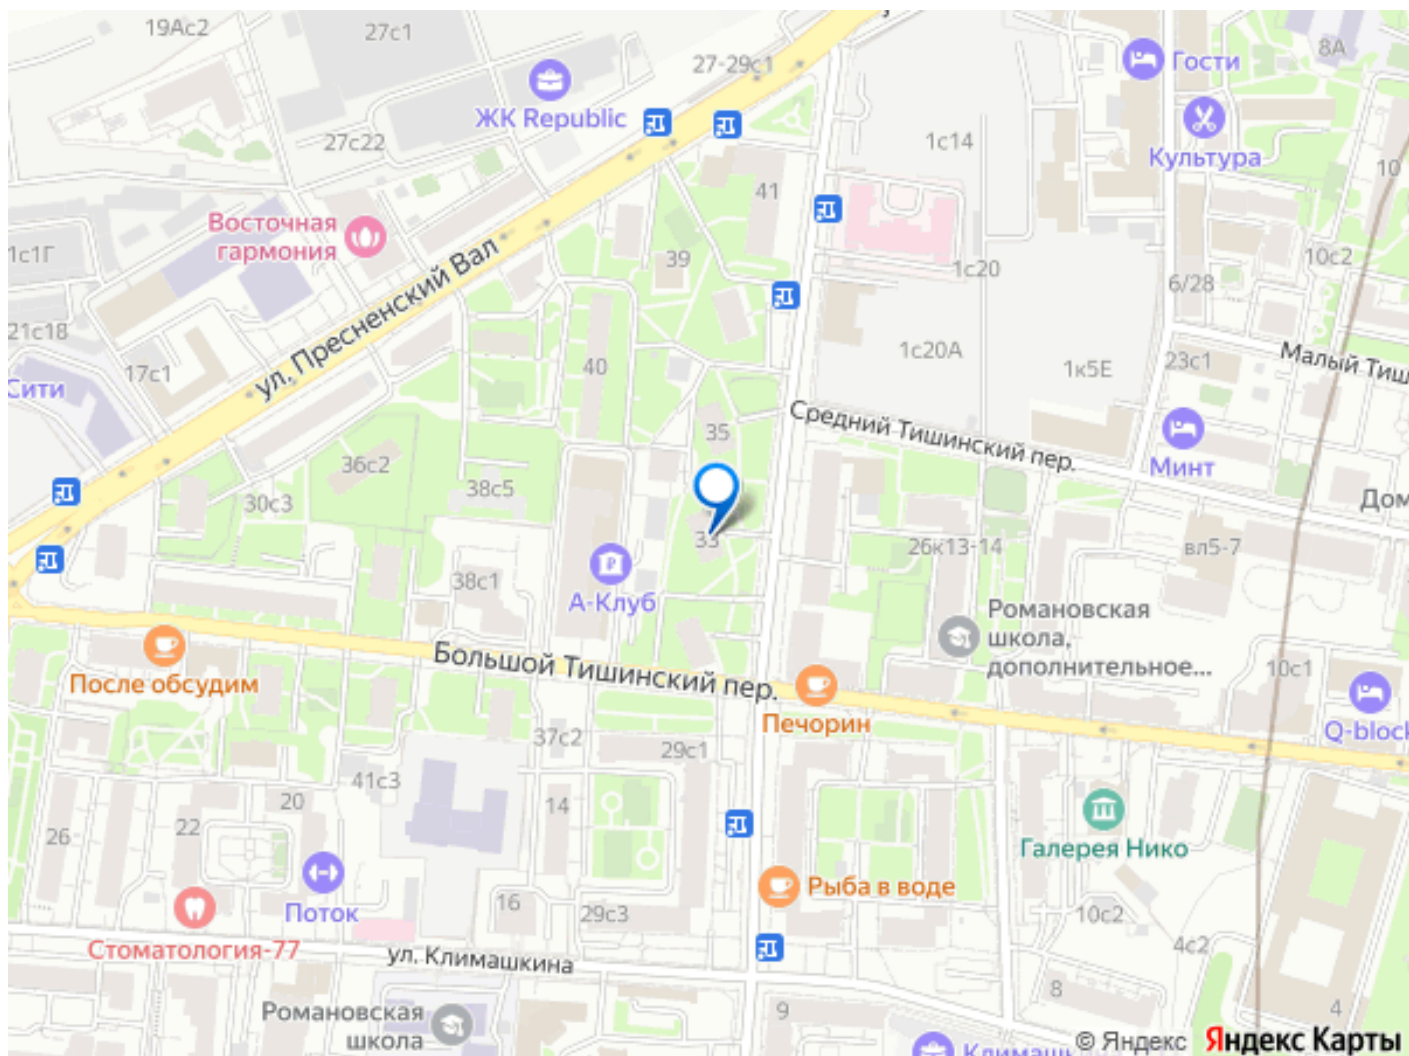 19Ас2
27с1
27-29с1
8А
Гости
ЖК Republic
27с22
1с14
Культура
10
41
Восточная
гармония
1с1Г
39
1с20
10с2
6/28
21с18
ул. Пресненский Вал
40
17с1
1с20А
1к5Е
23с1
Малый Тиш
Сити
Средний Тишинский пер.
35
36с2
Минт
38с5
30с3
Дом
33
26к13-14
вл5-7
38с1
А-Клуб
Романовская
школа,
дополнительное...
Большой Тишинский пер.
10с1
После обсудим
Печорин
Q-block
37с2
29с1
41с3
20
14
22
26
Галерея Нико
Рыба в воде
Поток
16
29с3
10с2
4с2
Стоматология-77
ул. Климашкина
8
9
4
Романовская
школа
© Яндекс Яндекс Карты